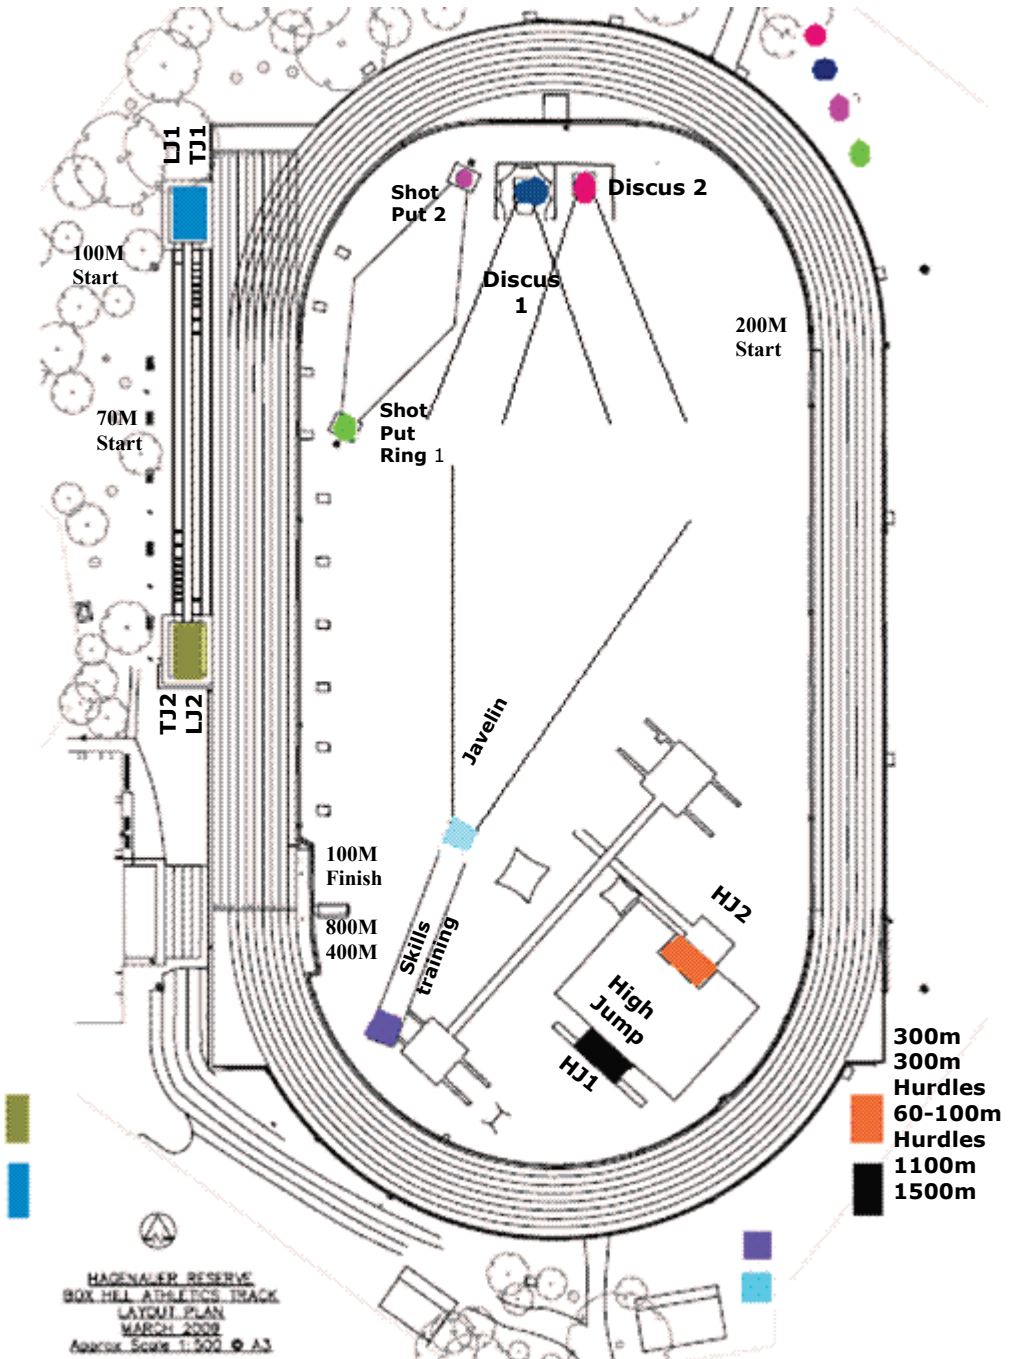 LJ1
TJ1
Shot
Put 2
Discus 2
100M
Start
Discus
1
200M
Start
70M
Start
Shot
Put
Ring 1
TJ2
LJ2
Javelin
100M
Finish
800M
400M
Skills
training
HJ2
High
Jump
HJ1
300m
300m
Hurdles
60-100m
Hurdles
1100m
1500m
HAGENAUER RESERVE
BOX HILL ATHLETICS TRACK
LAYOUT PLAN
MARCH 2009
Approx Scale 1:500 @ A3